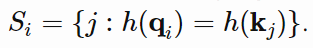 S_i = {j : h(q_i) = h(k_j)}.